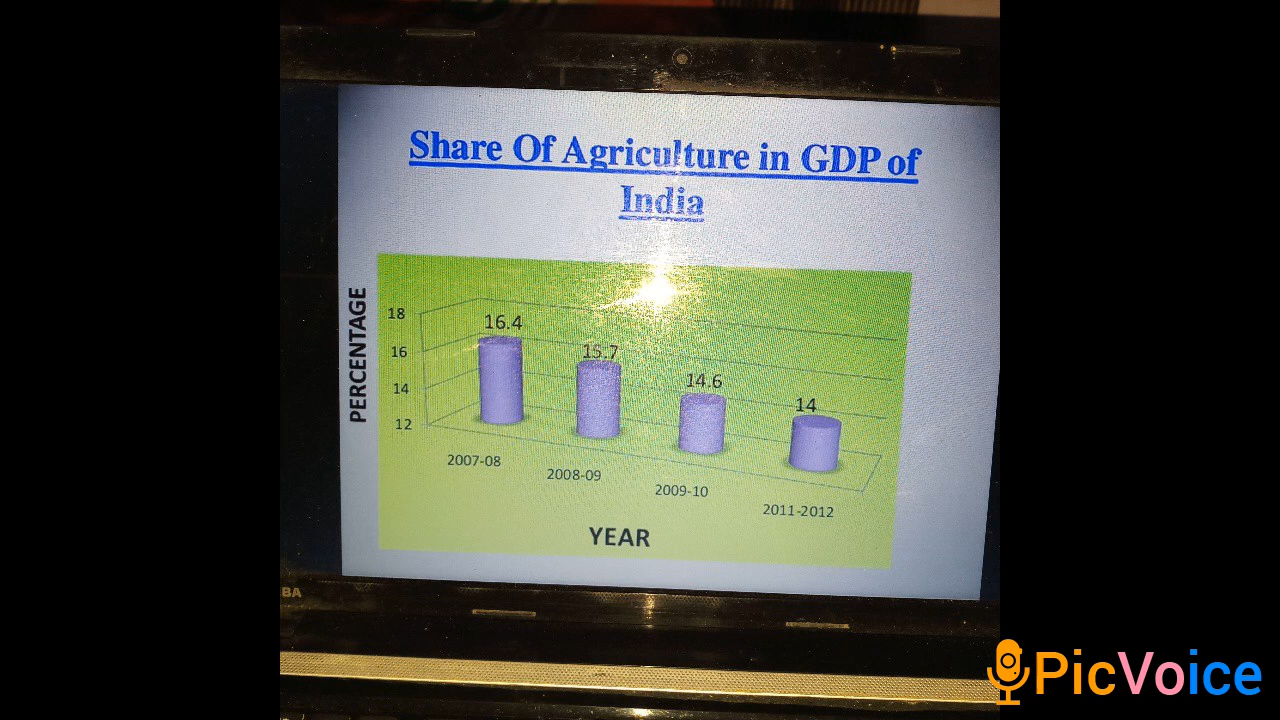 Share Of Agriculture in GDP of
India
PERCENTAGE
18
16
14
12
16.4
15.7
14.6
14
2007-08
2008-09
2009-10
2011-2012
YEAR
BA
PicVoice